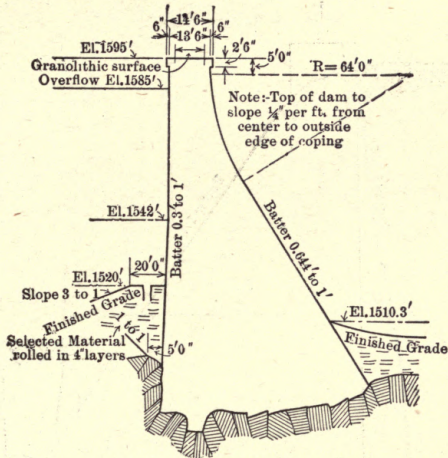 14'6"
6" 6"
13'6"
El.1595'
2'6"
5'0"
Granolithic surface
R=64'0"
Overflow El.1585'
Note:-Top of dam to
slope ¼" per ft. from
center to outside
edge of coping
El.1542'
Batter 0.3' to 1'
Batter 0.644' to 1'
El.1520'
20'0"
Slope 3 to 1
Finished Grade
1 to 1
El.1510.3'
Selected Material
rolled in 4" layers
5'0"
Finished Grade